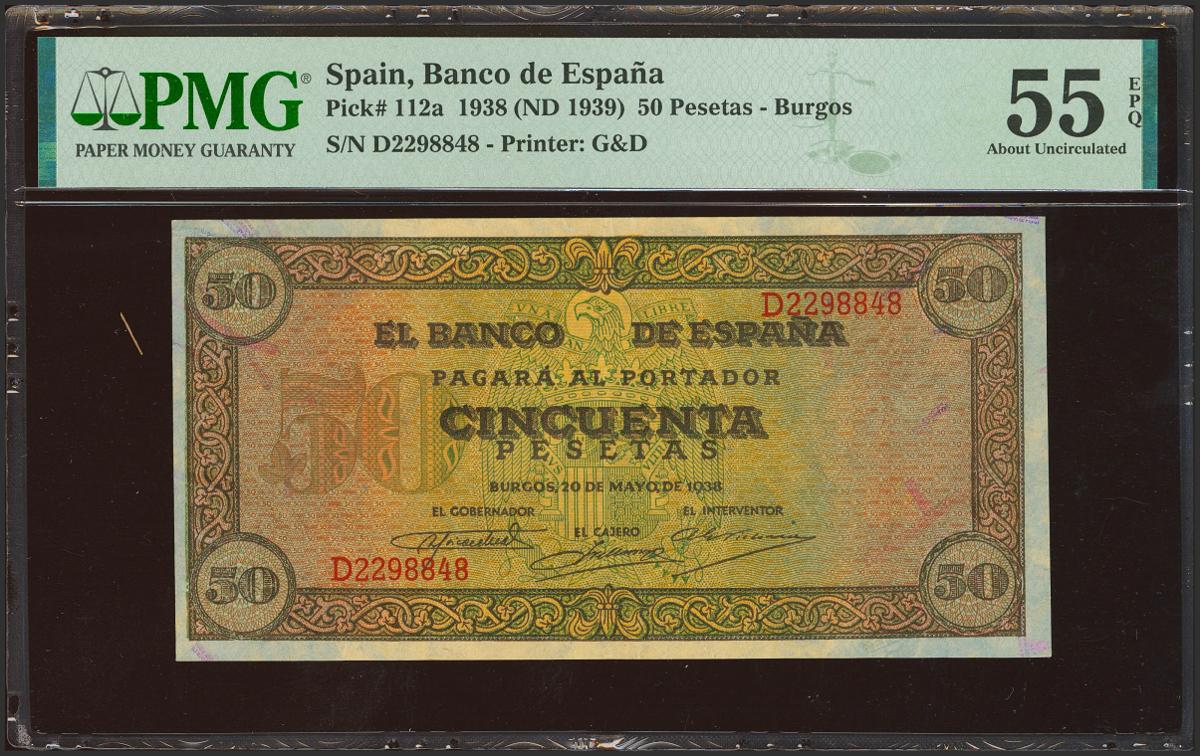 PMG®
PAPER MONEY GUARANTY
Spain, Banco de España
Pick# 112a 1938 (ND 1939) 50 Pesetas - Burgos
S/N D2298848 - Printer: G&D
55 EPQ
About Uncirculated
50
50
VNA
LIBRE
D2298848
EL BANCO DE ESPAÑA
PAGARÁ AL PORTADOR
50
CINCUENTA
PESETAS
BURGOS, 20 DE MAYO, DE 1938
EL GOBERNADOR
EL CAJERO
EL INTERVENTOR
D2298848
50
50